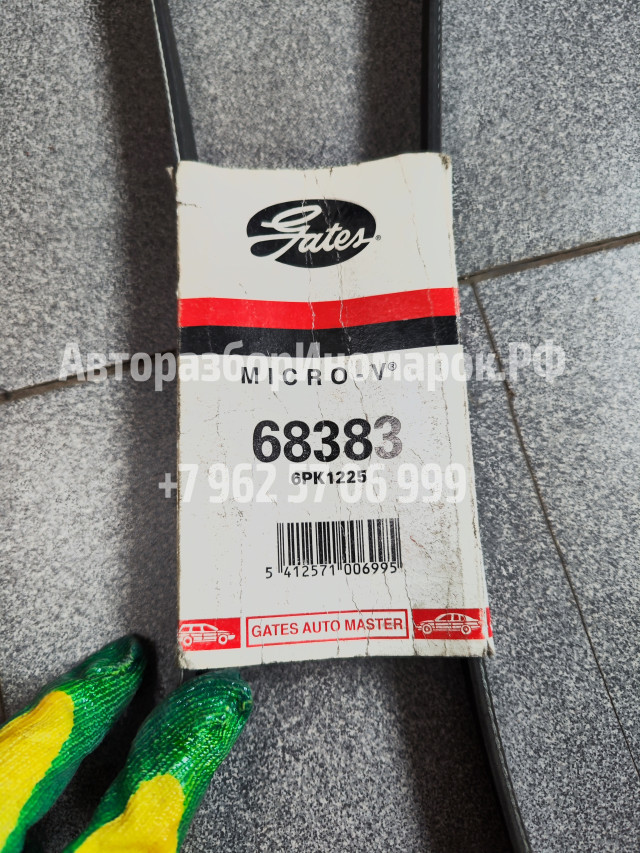 Gates®
АвторазборИномарок.РФ
MICRO-V®
68383
6PK1225
+7 962 57 06 999
5 412571 006995
GATES AUTO MASTER